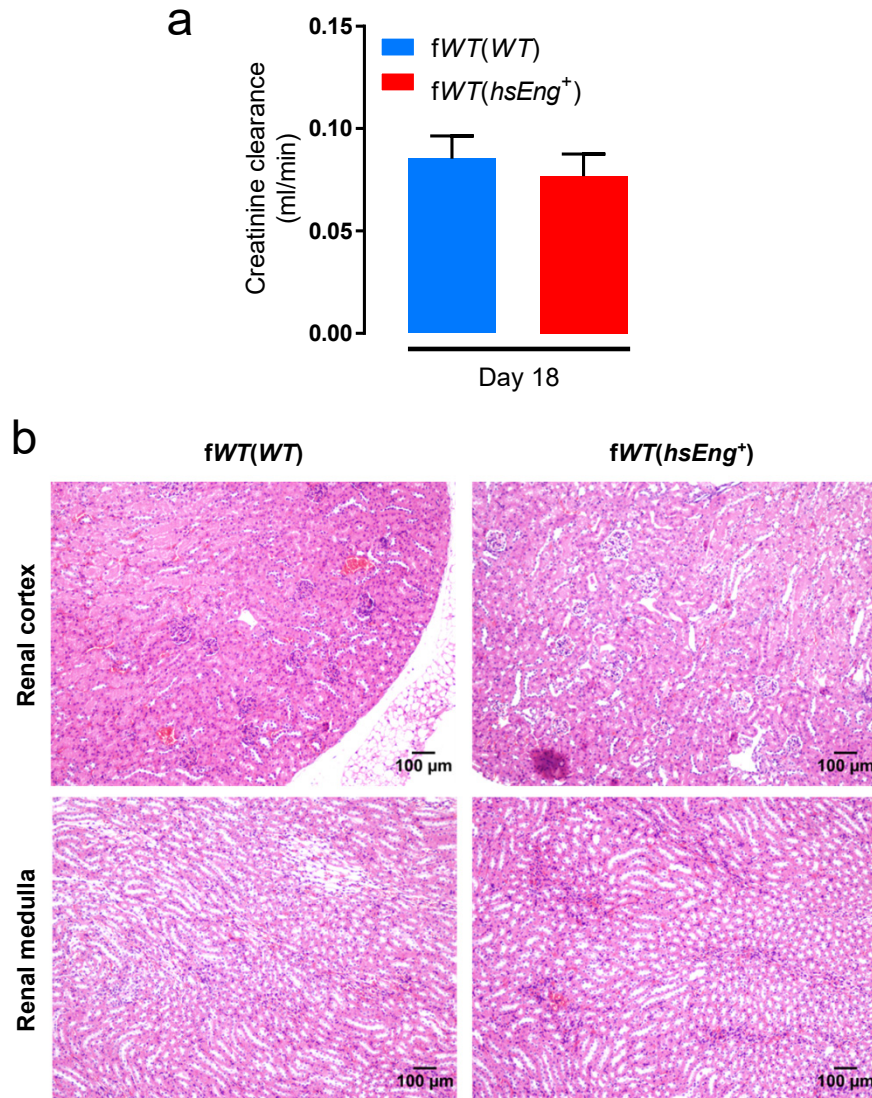 a
0.15
0.10
0.05
0.00
Creatinine clearance
(ml/min)
fWT(WT)
fWT(hsEng⁺)
Day 18
b
fWT(WT)
fWT(hsEng⁺)
Renal cortex
100 µm
100 µm
Renal medulla
100 µm
100 µm